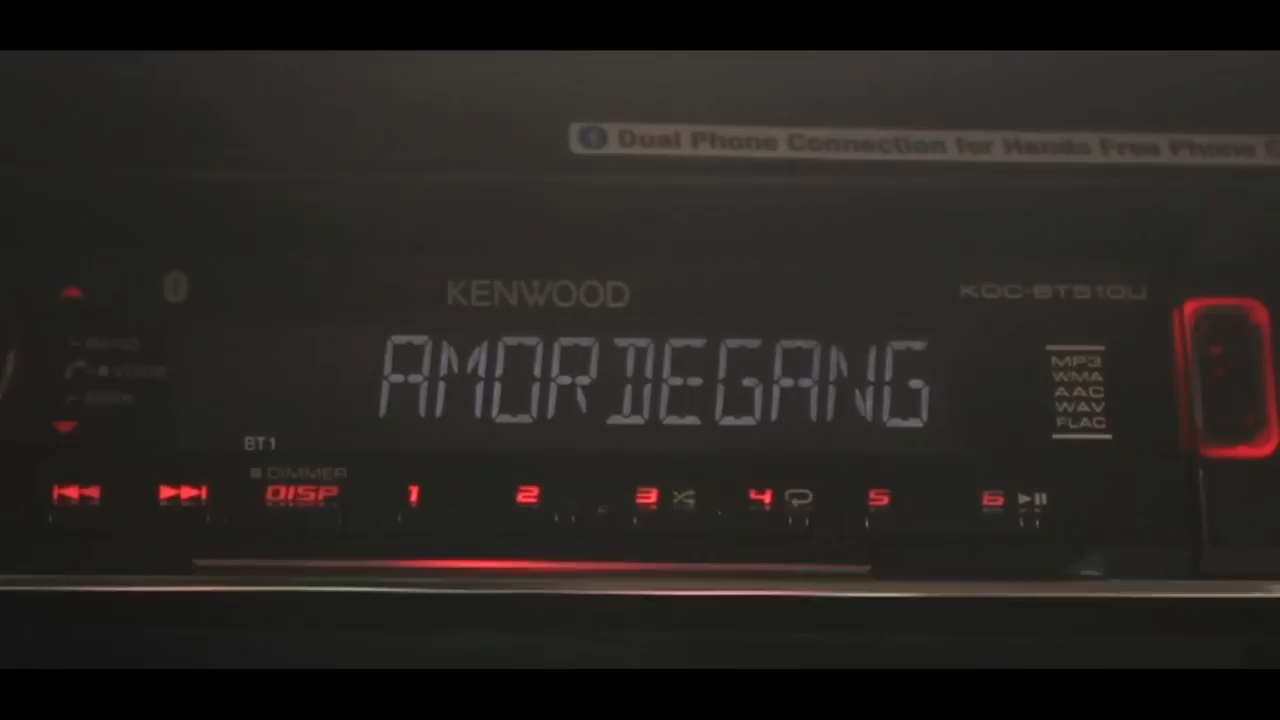 Dual Phone Connection for Hands Free Phone
KENWOOD
KDC-BT510U
AMORDEGANG
MP3
WMA
AAC
WAV
FLAC
BT1
DIMMER
DISP
1 2 3 4 5 6